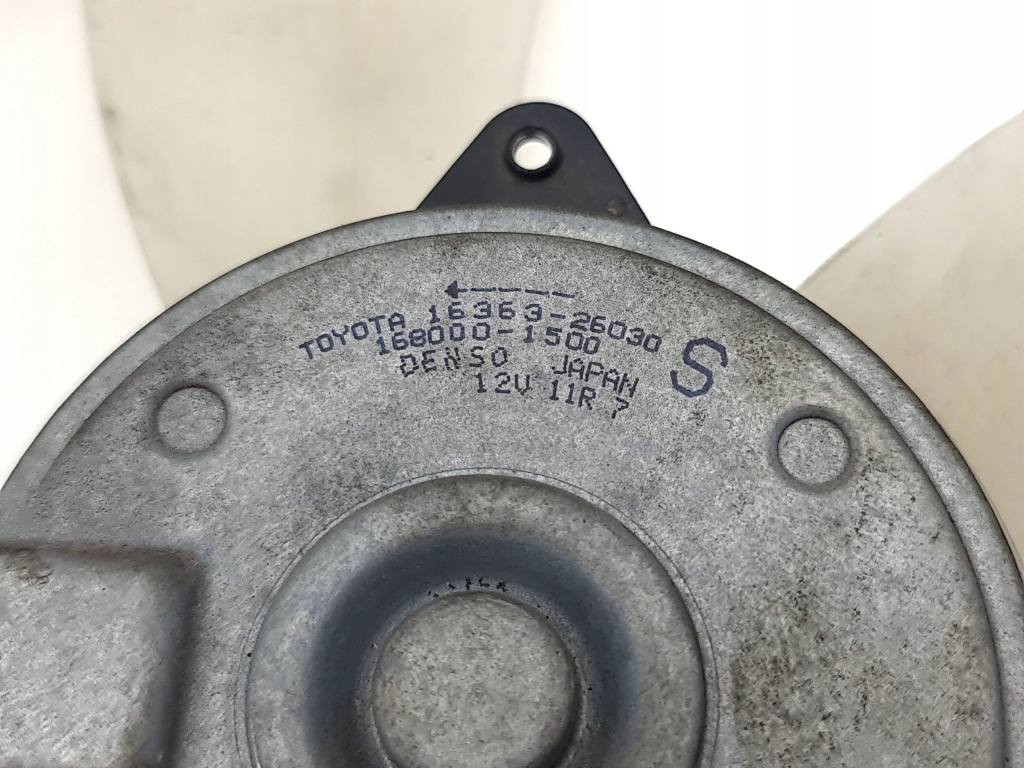 TOYOTA 16363-26030
168000-1500
DENSO JAPAN
12V 11R 7
S